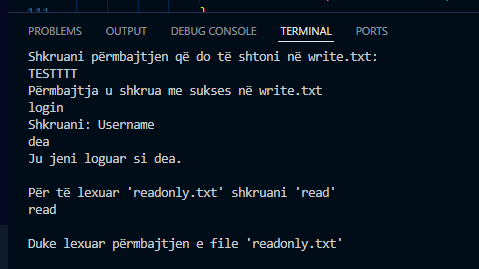 111
}
PROBLEMS OUTPUT DEBUG CONSOLE TERMINAL PORTS
Shkruani përmbajtjen që do të shtoni në write.txt:
TESTTTT
Përmbajtja u shkrua me sukses në write.txt
login
Shkruani: Username
dea
Ju jeni loguar si dea.
Për të lexuar 'readonly.txt' shkruani 'read'
read
Duke lexuar përmbajtjen e file 'readonly.txt'